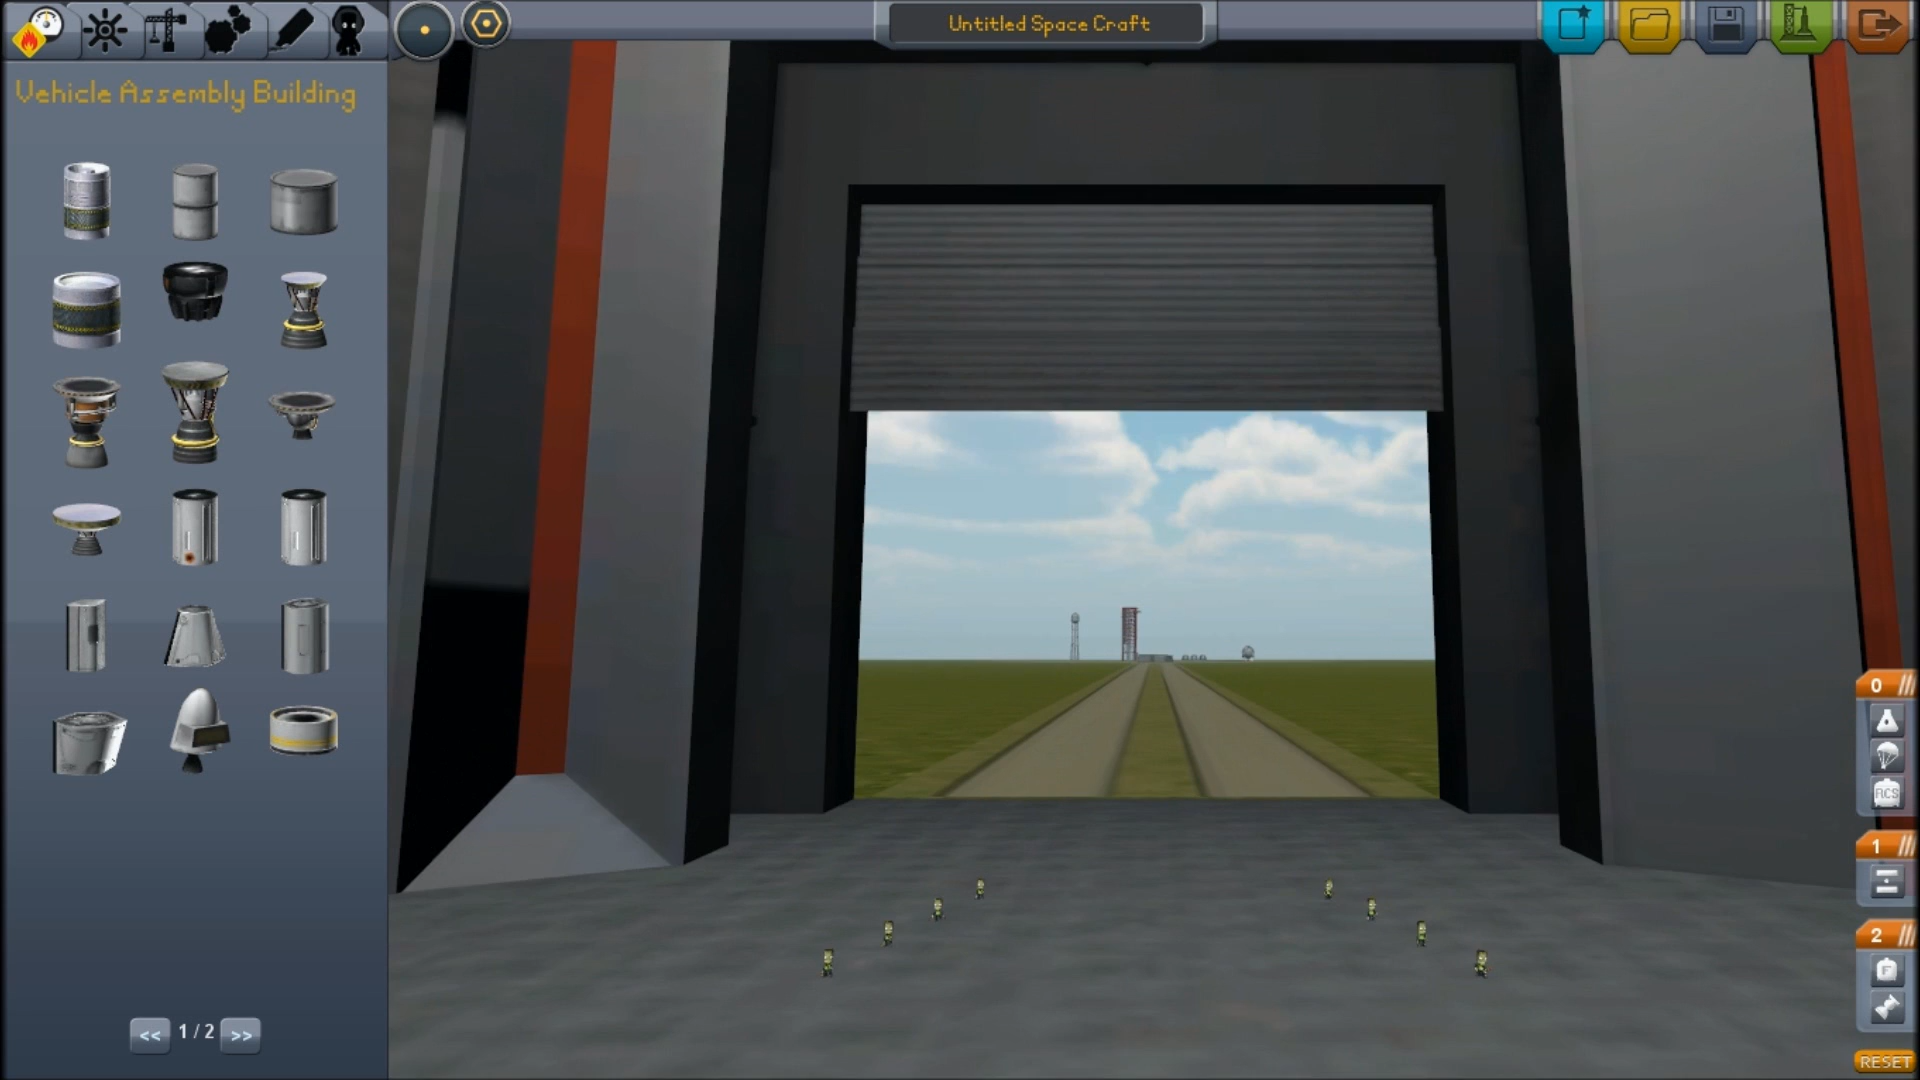 Untitled Space Craft
Vehicle Assembly Building
0
RCS
1
2
F
<< 1 / 2 >>
RESET